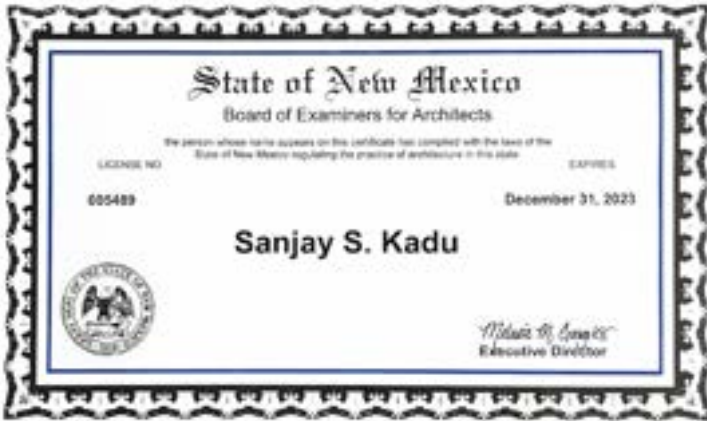 State of New Mexico
Board of Examiners for Architects
the person whose name appears on this certificate has complied with the laws of the
State of New Mexico regulating the practice of architecture in this state
LICENSE NO
EXPIRES
005489
December 31, 2023
Sanjay S. Kadu
Executive Director